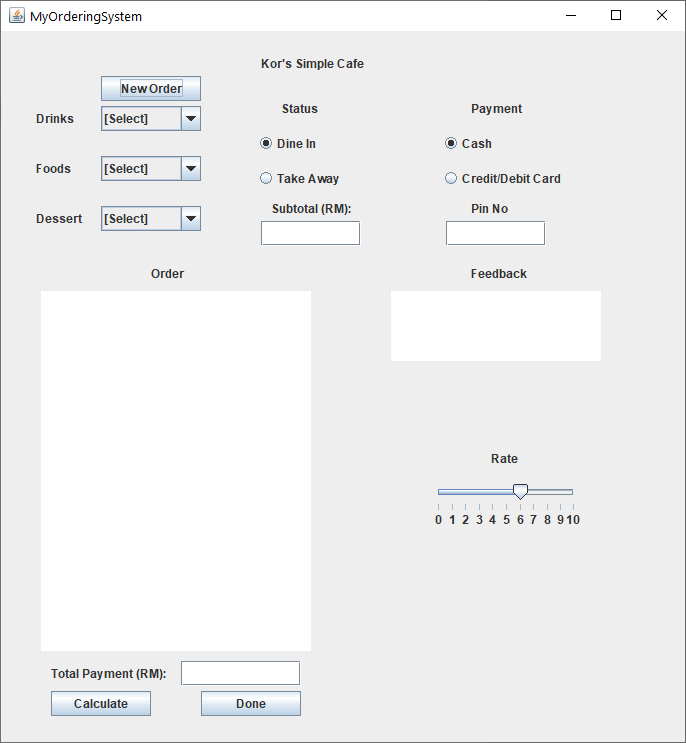 MyOrderingSystem
Kor's Simple Cafe
New Order
Drinks [Select]
Foods [Select]
Dessert [Select]
Status
Dine In
Take Away
Subtotal (RM):
Payment
Cash
Credit/Debit Card
Pin No
Order
Feedback
Rate
0 1 2 3 4 5 6 7 8 9 10
Total Payment (RM):
Calculate Done